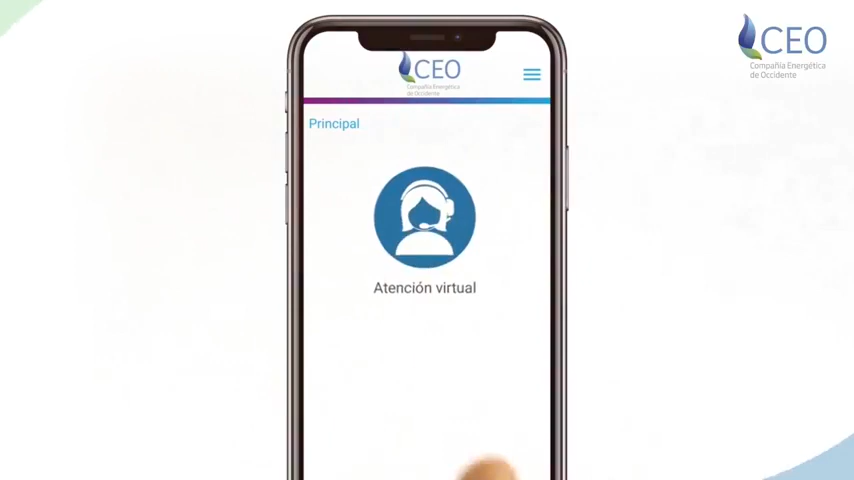 CEO
Compañía Energética
de Occidente
Principal
Atención virtual
CEO
Compañía Energética
de Occidente